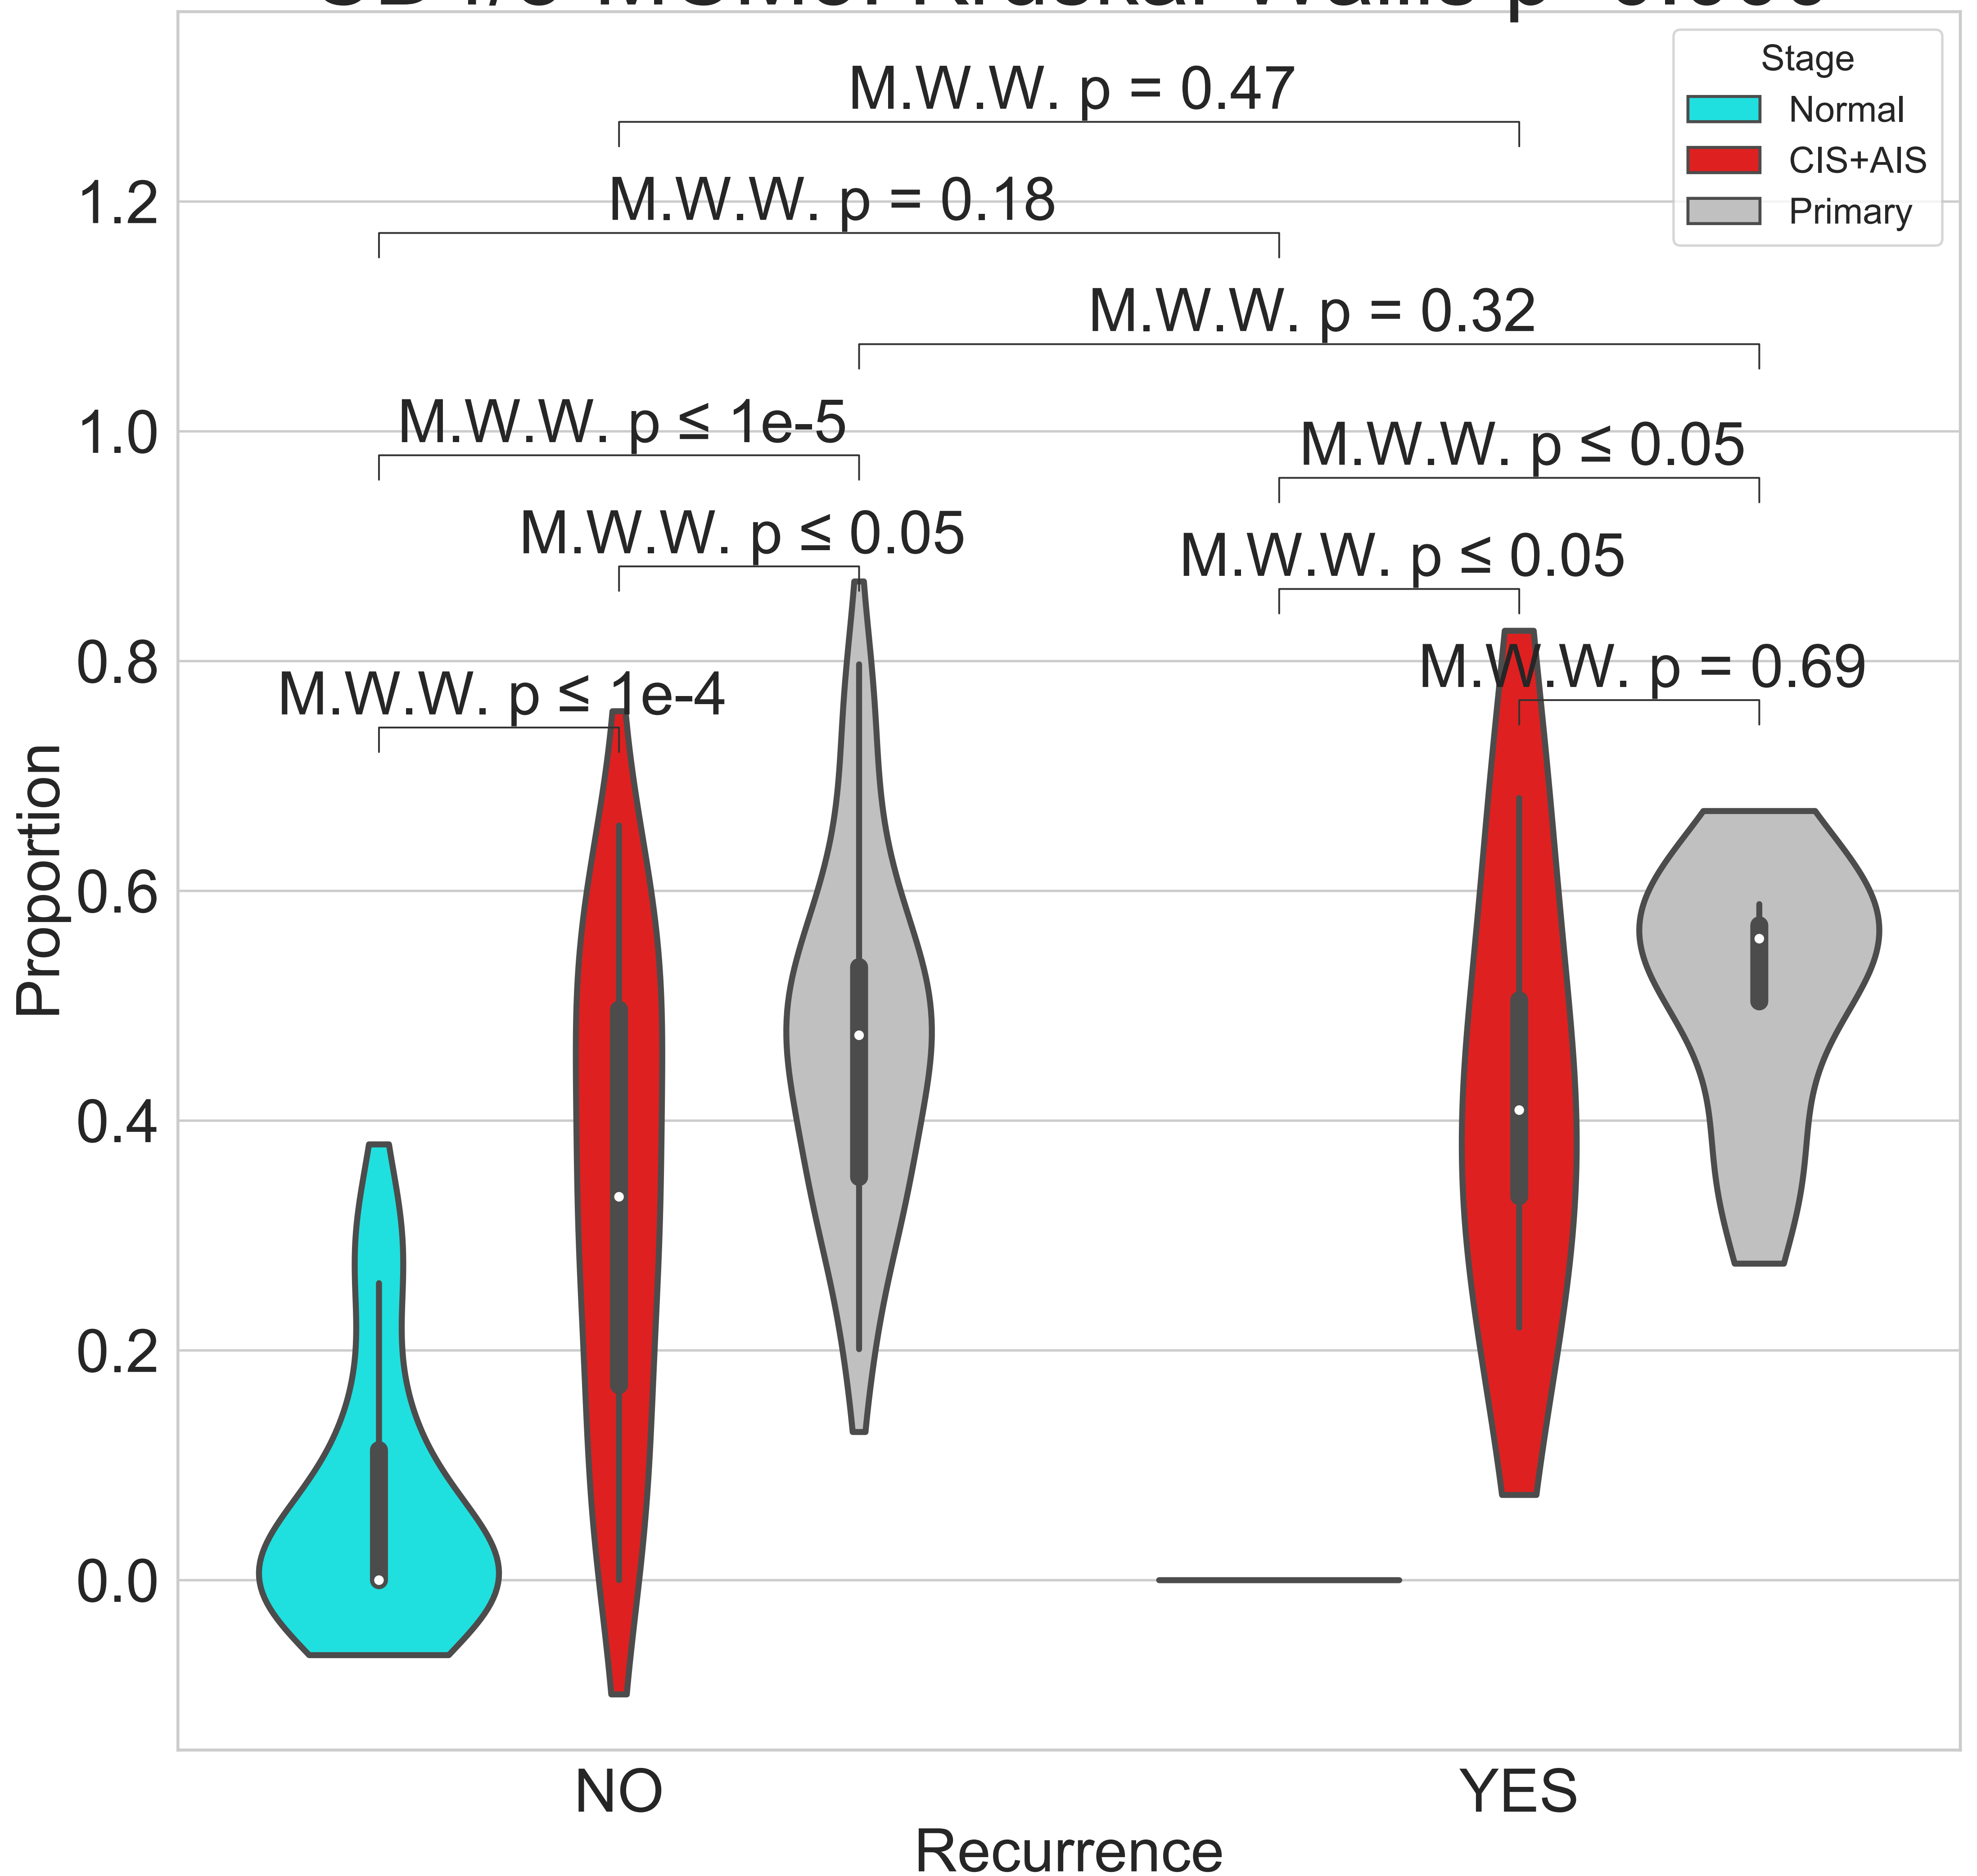 Stage
Normal
CIS+AIS
Primary
M.W.W. p = 0.47
M.W.W. p = 0.18
M.W.W. p = 0.32
M.W.W. p ≤ 1e-5
M.W.W. p ≤ 0.05
M.W.W. p ≤ 0.05
M.W.W. p ≤ 0.05
M.W.W. p = 0.69
M.W.W. p ≤ 1e-4
1.2
1.0
0.8
0.6
0.4
0.2
0.0
Proportion
NO
YES
Recurrence